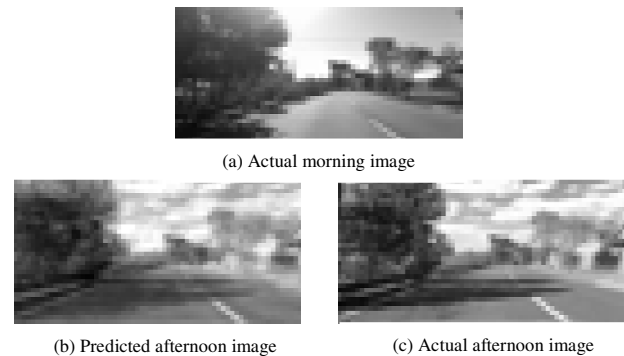 (a) Actual morning image
(b) Predicted afternoon image
(c) Actual afternoon image